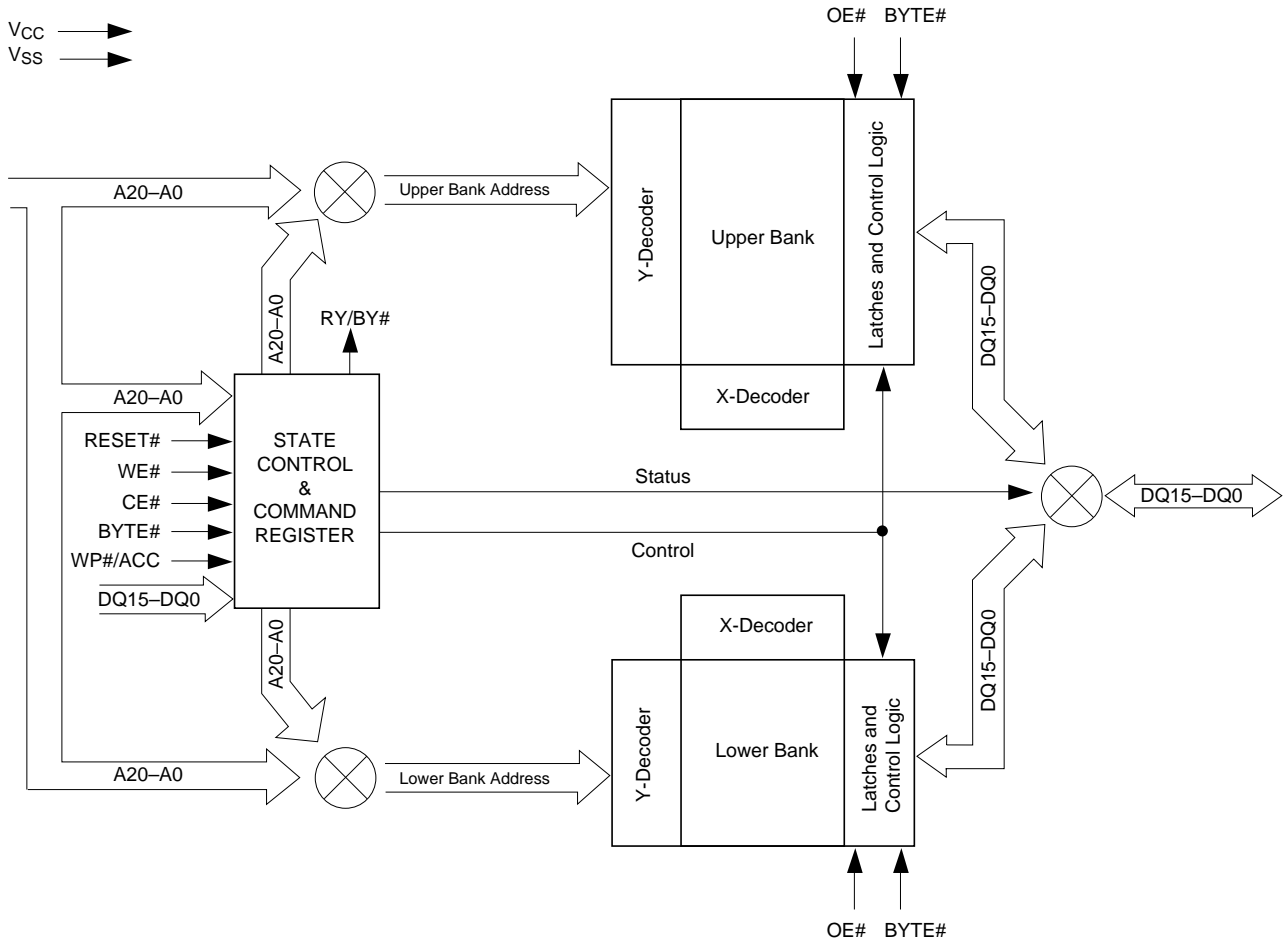 VCC
VSS
OE# BYTE#
A20–A0
Upper Bank Address
Y-Decoder
Upper Bank
Latches and Control Logic
X-Decoder
A20–A0
RY/BY#
DQ15–DQ0
A20–A0
RESET#
WE#
CE#
BYTE#
WP#/ACC
DQ15–DQ0
STATE
CONTROL
&
COMMAND
REGISTER
Status
Control
DQ15–DQ0
A20–A0
X-Decoder
DQ15–DQ0
Y-Decoder
Lower Bank
Latches and
Control Logic
A20–A0
Lower Bank Address
OE# BYTE#